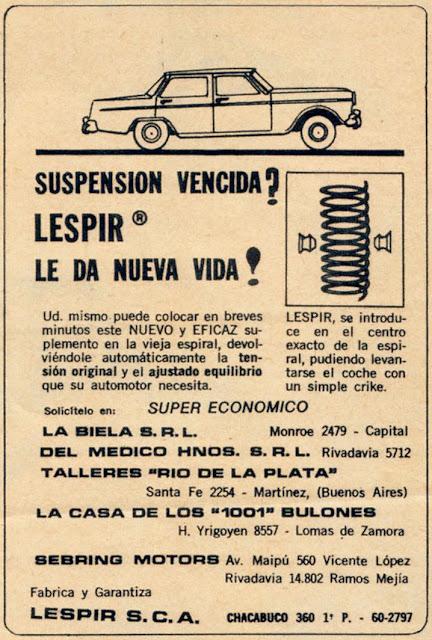 SUSPENSION VENCIDA?
LESPIR ®
LE DA NUEVA VIDA!
Ud. mismo puede colocar en breves
minutos este NUEVO y EFICAZ su-
plemento en la vieja espiral, devol-
viéndole automáticamente la ten-
sión original y el ajustado equilibrio
que su automotor necesita.
LESPIR, se introdu-
ce en el centro
exacto de la espi-
ral, pudiendo levan-
tarse el coche con
un simple crike.
Solicítelo en: SUPER ECONOMICO
LA BIELA S.R.L. Monroe 2479 - Capital
DEL MEDICO HNOS. S.R.L. Rivadavia 5712
TALLERES "RIO DE LA PLATA"
Santa Fe 2254 - Martínez, (Buenos Aires)
LA CASA DE LOS "1001" BULONES
H. Yrigoyen 8557 - Lomas de Zamora
SEBRING MOTORS Av. Maipú 560 Vicente López
Rivadavia 14.802 Ramos Mejía
Fabrica y Garantiza
LESPIR S.C.A. CHACABUCO 360 1º P. - 60-2797